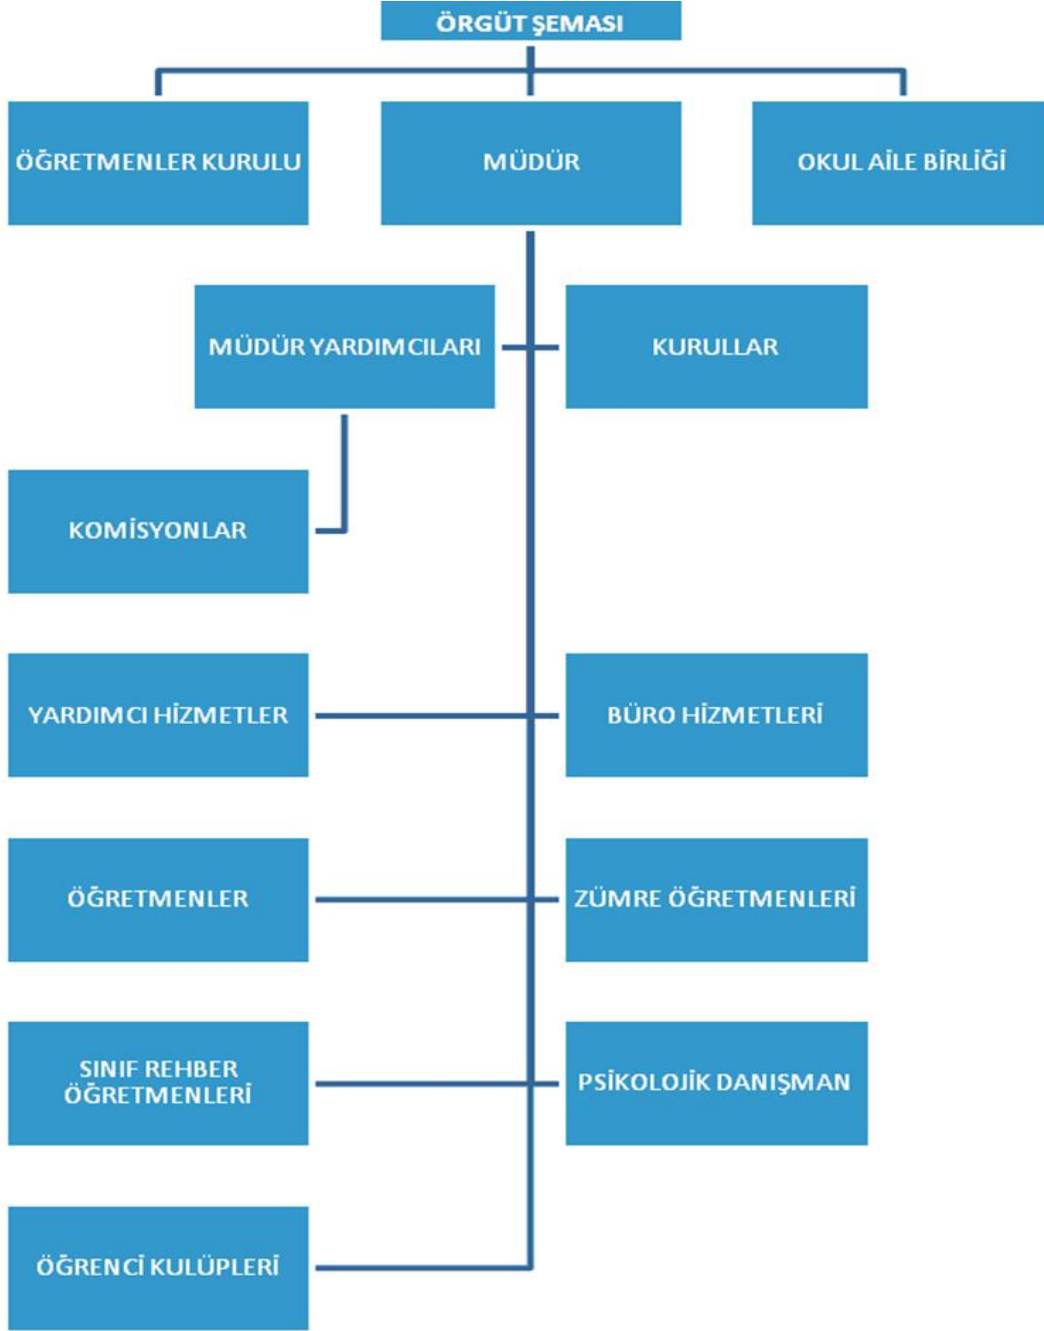 ÖRGÜT ŞEMASI
ÖĞRETMENLER KURULU
MÜDÜR
OKUL AİLE BİRLİĞİ
MÜDÜR YARDIMCILARI
KURULLAR
KOMİSYONLAR
YARDIMCI HİZMETLER
BÜRO HİZMETLERİ
ÖĞRETMENLER
ZÜMRE ÖĞRETMENLERİ
SINIF REHBER
ÖĞRETMENLERİ
PSİKOLOJİK DANIŞMAN
ÖĞRENCİ KULÜPLERİ